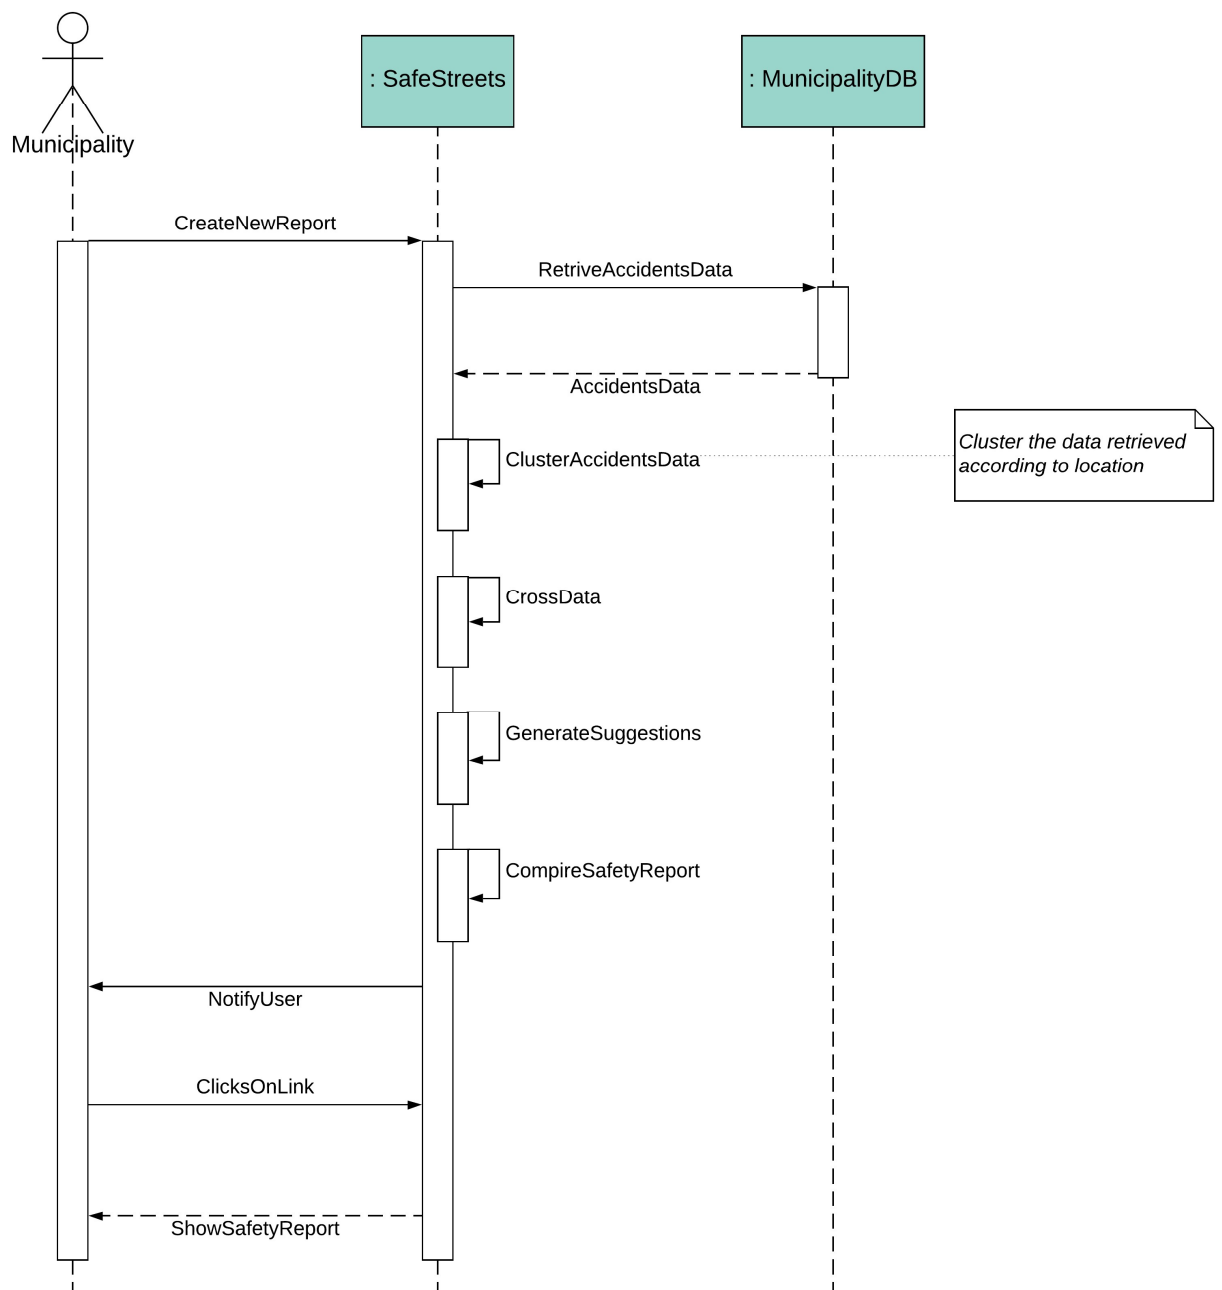 : SafeStreets
: MunicipalityDB
Municipality
CreateNewReport
RetriveAccidentsData
AccidentsData
Cluster the data retrieved
according to location
ClusterAccidentsData
CrossData
GenerateSuggestions
CompireSafetyReport
NotifyUser
ClicksOnLink
ShowSafetyReport